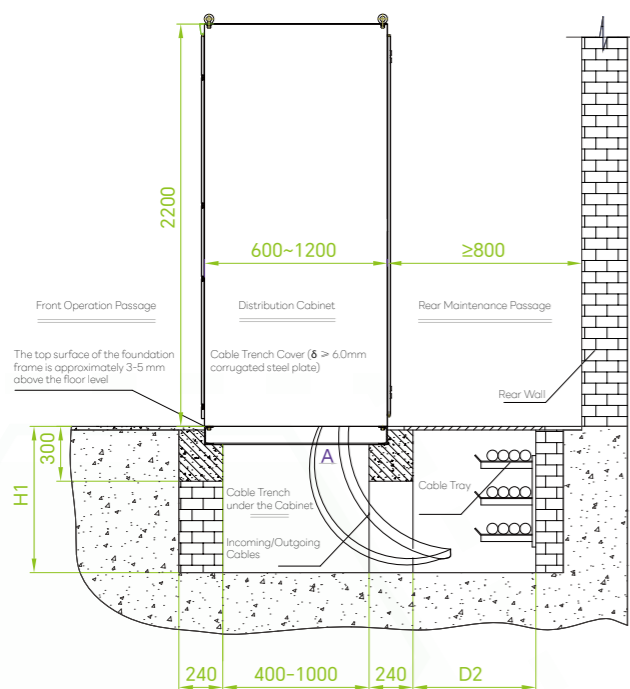 2200
600~1200
≥800
Front Operation Passage
Distribution Cabinet
Rear Maintenance Passage
The top surface of the foundation
frame is approximately 3-5 mm
above the floor level
Cable Trench Cover (δ ≥ 6.0mm
corrugated steel plate)
Rear Wall
300
H1
A
Cable Trench
under the Cabinet
Cable Tray
Incoming/Outgoing
Cables
240
400-1000
240
D2